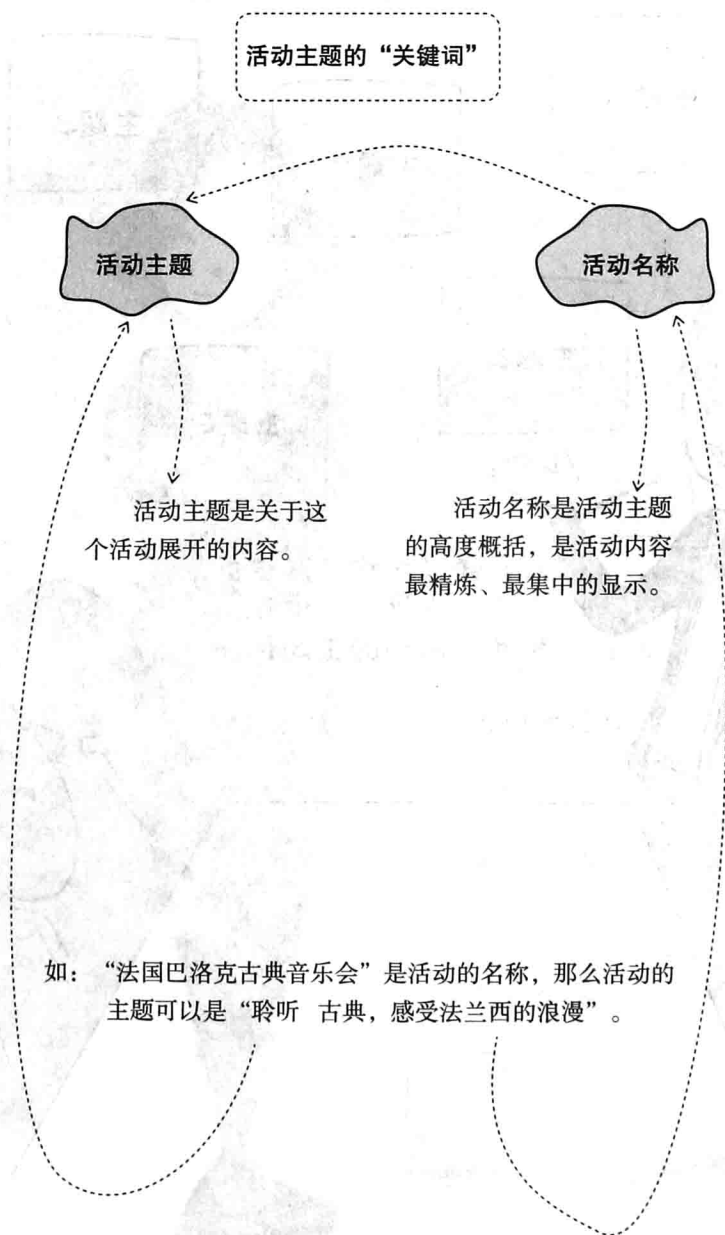 活动主题的“关键词”
活动主题
活动名称
活动主题是关于这
个活动展开的内容。
活动名称是活动主题
的高度概括，是活动内容
最精炼、最集中的显示。
如：“法国巴洛克古典音乐会”是活动的名称，那么活动的
主题可以是“聆听 古典，感受法兰西的浪漫”。